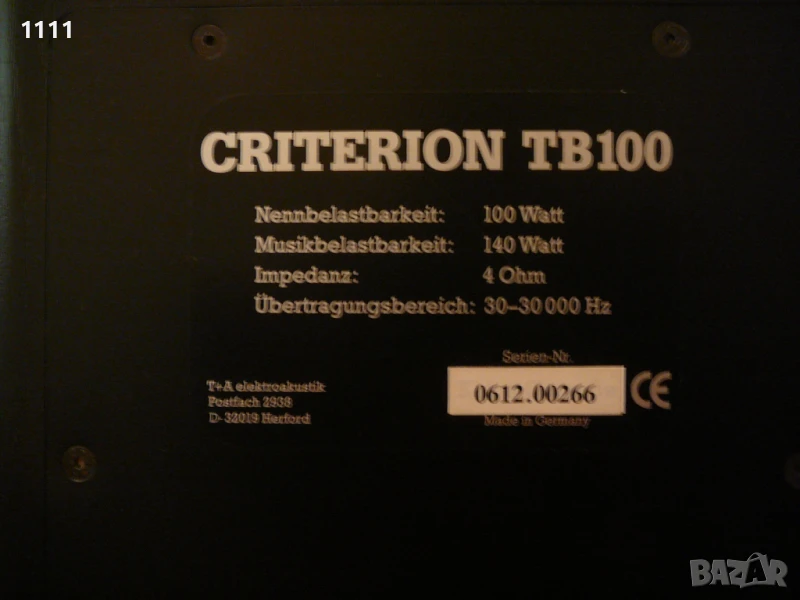 1111
CRITERION TB100
Nennbelastbarkeit: 100 Watt
Musikbelastbarkeit: 140 Watt
Impedanz: 4 Ohm
Übertragungsbereich: 30–30 000 Hz
Serien-Nr.
0612.00266
CE
Made in Germany
T+A elektroakustik
Postfach 2938
D- 32019 Herford
BAZAR